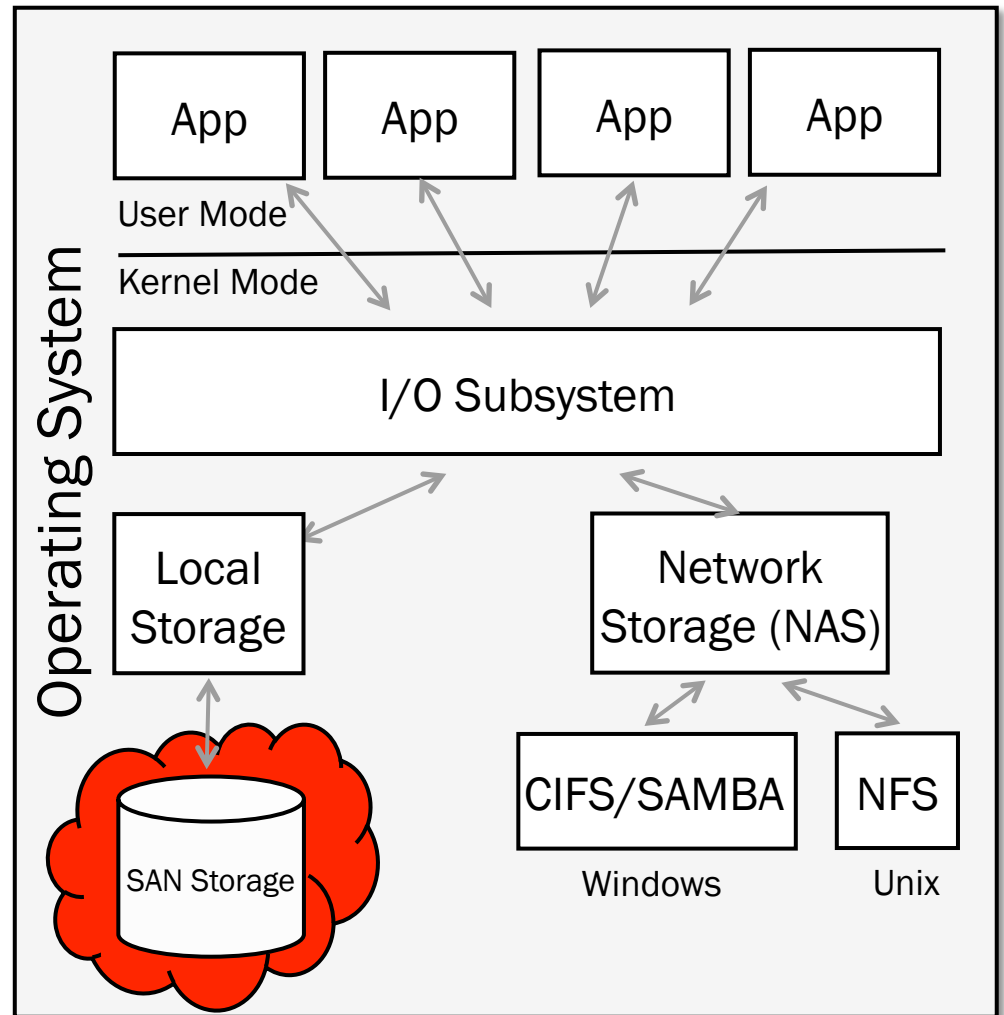 App
App
App
App
User Mode
Kernel Mode
Operating System
I/O Subsystem
Local
Storage
Network
Storage (NAS)
SAN Storage
CIFS/SAMBA
NFS
Windows
Unix